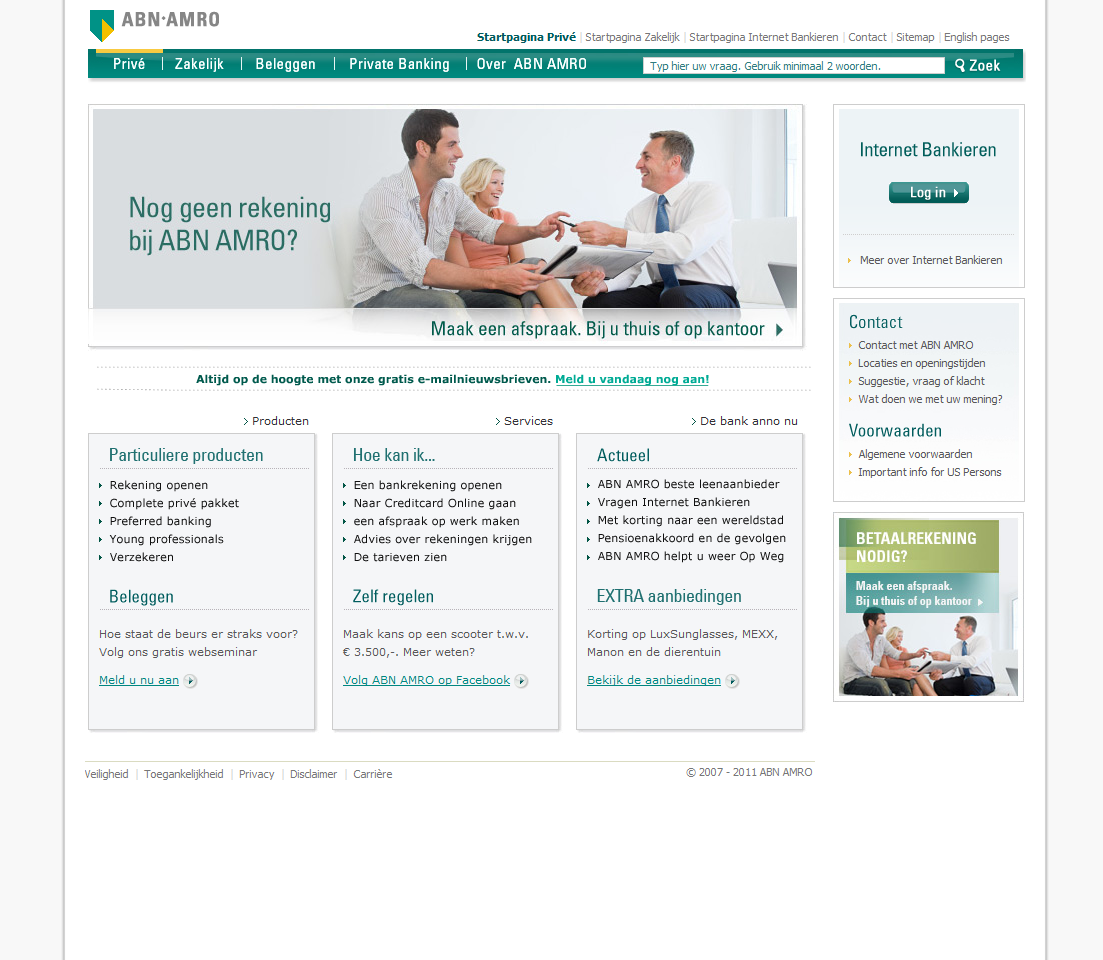 ABN·AMRO
Startpagina Privé | Startpagina Zakelijk | Startpagina Internet Bankieren | Contact | Sitemap | English pages
Privé | Zakelijk | Beleggen | Private Banking | Over ABN AMRO
Typ hier uw vraag. Gebruik minimaal 2 woorden.
Zoek
Nog geen rekening
bij ABN AMRO?
Maak een afspraak. Bij u thuis of op kantoor
Altijd op de hoogte met onze gratis e-mailnieuwsbrieven. Meld u vandaag nog aan!
Producten
Particuliere producten
Rekening openen
Complete privé pakket
Preferred banking
Young professionals
Verzekeren
Beleggen
Hoe staat de beurs er straks voor?
Volg ons gratis webseminar
Meld u nu aan
Services
Hoe kan ik...
Een bankrekening openen
Naar Creditcard Online gaan
een afspraak op werk maken
Advies over rekeningen krijgen
De tarieven zien
Zelf regelen
Maak kans op een scooter t.w.v.
€ 3.500,-. Meer weten?
Volg ABN AMRO op Facebook
De bank anno nu
Actueel
ABN AMRO beste leenaanbieder
Vragen Internet Bankieren
Met korting naar een wereldstad
Pensioenakkoord en de gevolgen
ABN AMRO helpt u weer Op Weg
EXTRA aanbiedingen
Korting op LuxSunglasses, MEXX,
Manon en de dierentuin
Bekijk de aanbiedingen
Internet Bankieren
Log in
Meer over Internet Bankieren
Contact
Contact met ABN AMRO
Locaties en openingstijden
Suggestie, vraag of klacht
Wat doen we met uw mening?
Voorwaarden
Algemene voorwaarden
Important info for US Persons
BETAALREKENING
NODIG?
Maak een afspraak.
Bij u thuis of op kantoor
Veiligheid | Toegankelijkheid | Privacy | Disclaimer | Carrière
© 2007 - 2011 ABN AMRO